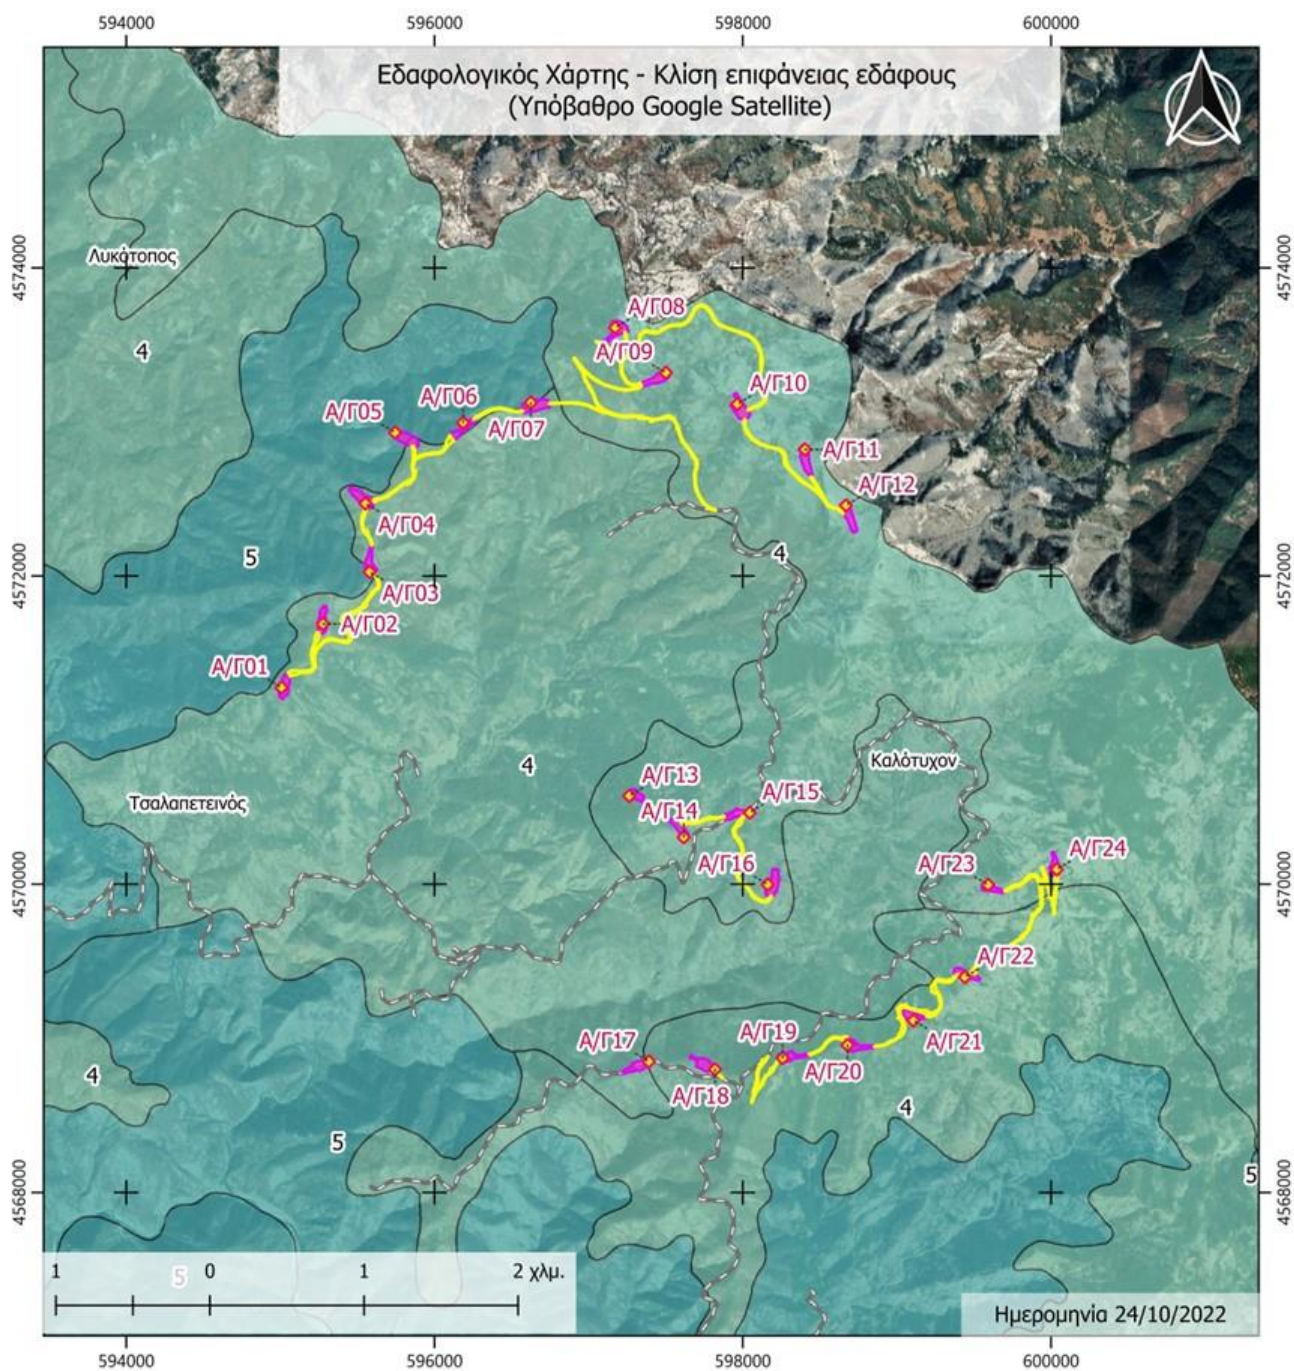 594000
596000
598000
600000
Εδαφολογικός Χάρτης - Κλίση επιφάνειας εδάφους
(Υπόβαθρο Google Satellite)
4574000
4574000
Λυκότοπος
4
Α/Γ08
Α/Γ09
Α/Γ10
Α/Γ06
Α/Γ05
Α/Γ07
Α/Γ11
Α/Γ12
Α/Γ04
5
4
4572000
4572000
Α/Γ03
Α/Γ02
Α/Γ01
4
Καλότυχον
Α/Γ13
Τσαλαπετεινός
Α/Γ14
Α/Γ15
Α/Γ16
Α/Γ23
Α/Γ24
4570000
4570000
Α/Γ22
Α/Γ17
Α/Γ19
Α/Γ21
Α/Γ20
4
Α/Γ18
4
5
5
4568000
4568000
1
0
1
2 χλμ.
5
Ημερομηνία 24/10/2022
594000
596000
598000
600000